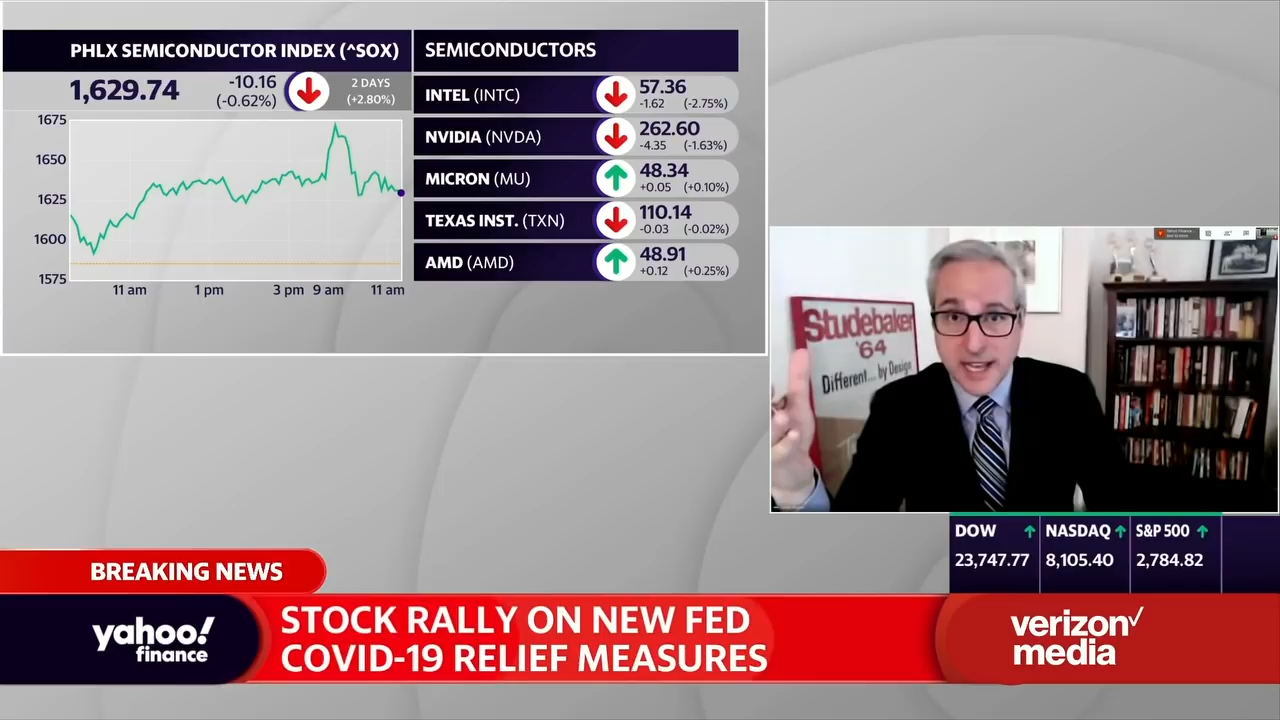 PHLX SEMICONDUCTOR INDEX (^SOX)
1,629.74
-10.16
(-0.62%)
2 DAYS
(+2.80%)
1675
1650
1625
1600
1575
11 am
1 pm
3 pm
9 am
11 am
SEMICONDUCTORS
INTEL (INTC)
57.36
-1.62 (-2.75%)
NVIDIA (NVDA)
262.60
-4.35 (-1.63%)
MICRON (MU)
48.34
+0.05 (+0.10%)
TEXAS INST. (TXN)
110.14
-0.03 (-0.02%)
AMD (AMD)
48.91
+0.12 (+0.25%)
Studebaker
'64
Different... by Design
DOW
23,747.77
NASDAQ
8,105.40
S&P 500
2,784.82
BREAKING NEWS
yahoo!
finance
STOCK RALLY ON NEW FED
COVID-19 RELIEF MEASURES
verizon
media